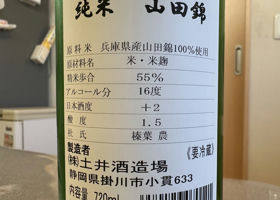 純米 山田錦
原料米 兵庫県産山田錦100%使用
原材料名 米・米麹
精米歩合 55%
アルコール分 16度
日本酒度 +2
酸度 1.5
杜氏 榛葉 農
製造者 《要冷蔵》
(株)土井酒造場
静岡県掛川市小貫633
内容量 720ml